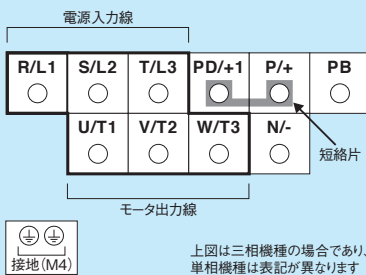 電源入力線
R/L1 S/L2 T/L3 PD/+1 P/+ PB
U/T1 V/T2 W/T3 N/-
短絡片
モータ出力線
接地(M4)
上図は三相機種の場合であり、
単相機種は表記が異なります